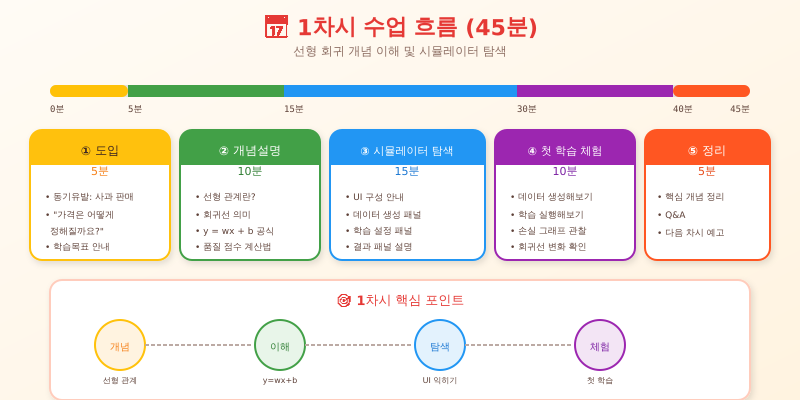 1차시 수업 흐름 (45분)
선형 회귀 개념 이해 및 시뮬레이터 탐색
0분 5분 15분 30분 40분 45분
① 도입
5분
• 동기유발: 사과 판매
• "가격은 어떻게
정해질까요?"
• 학습목표 안내
② 개념설명
10분
• 선형 관계란?
• 회귀선 의미
• y = wx + b 공식
• 품질 점수 계산법
③ 시뮬레이터 탐색
15분
• UI 구성 안내
• 데이터 생성 패널
• 학습 설정 패널
• 결과 패널 설명
④ 첫 학습 체험
10분
• 데이터 생성해보기
• 학습 실행해보기
• 손실 그래프 관찰
• 회귀선 변화 확인
⑤ 정리
5분
• 핵심 개념 정리
• Q&A
• 다음 차시 예고
1차시 핵심 포인트
개념
선형 관계
이해
y=wx+b
탐색
UI 익히기
체험
첫 학습